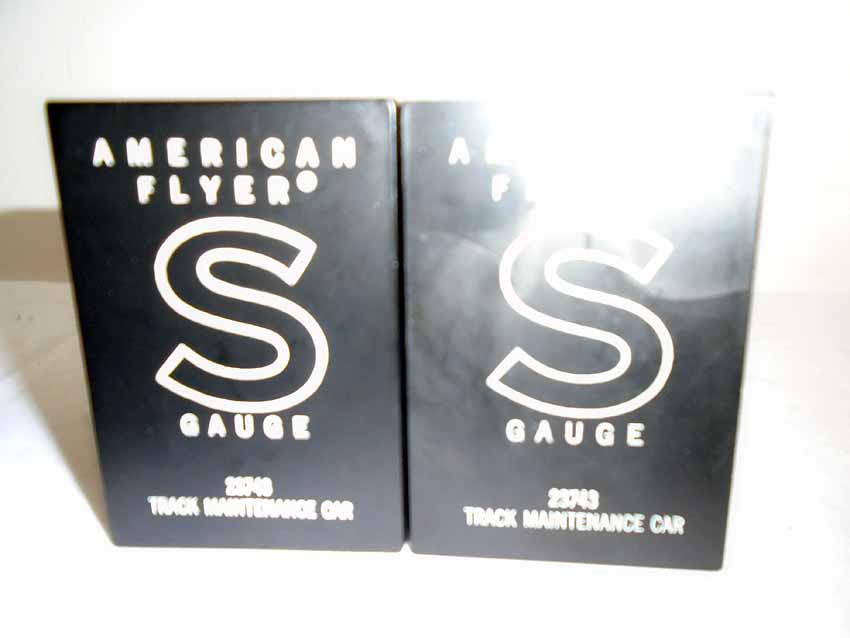 AMERICAN
FLYER®
S
GAUGE
23743
TRACK MAINTENANCE CAR
A
F
S
GAUGE
23743
TRACK MAINTENANCE CAR